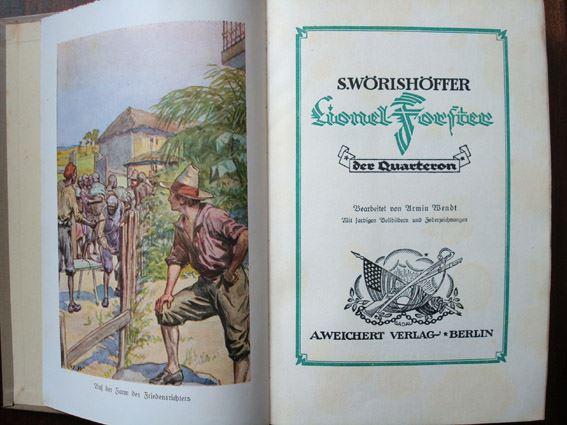 Auf der Farm des Friedensrichters
S.WÖRISHÖFFER
Lionel Forster
der Quarteron
Bearbeitet von Armin Wendt
Mit farbigen Vollbildern und Federzeichnungen
A.WEICHERT VERLAG * BERLIN